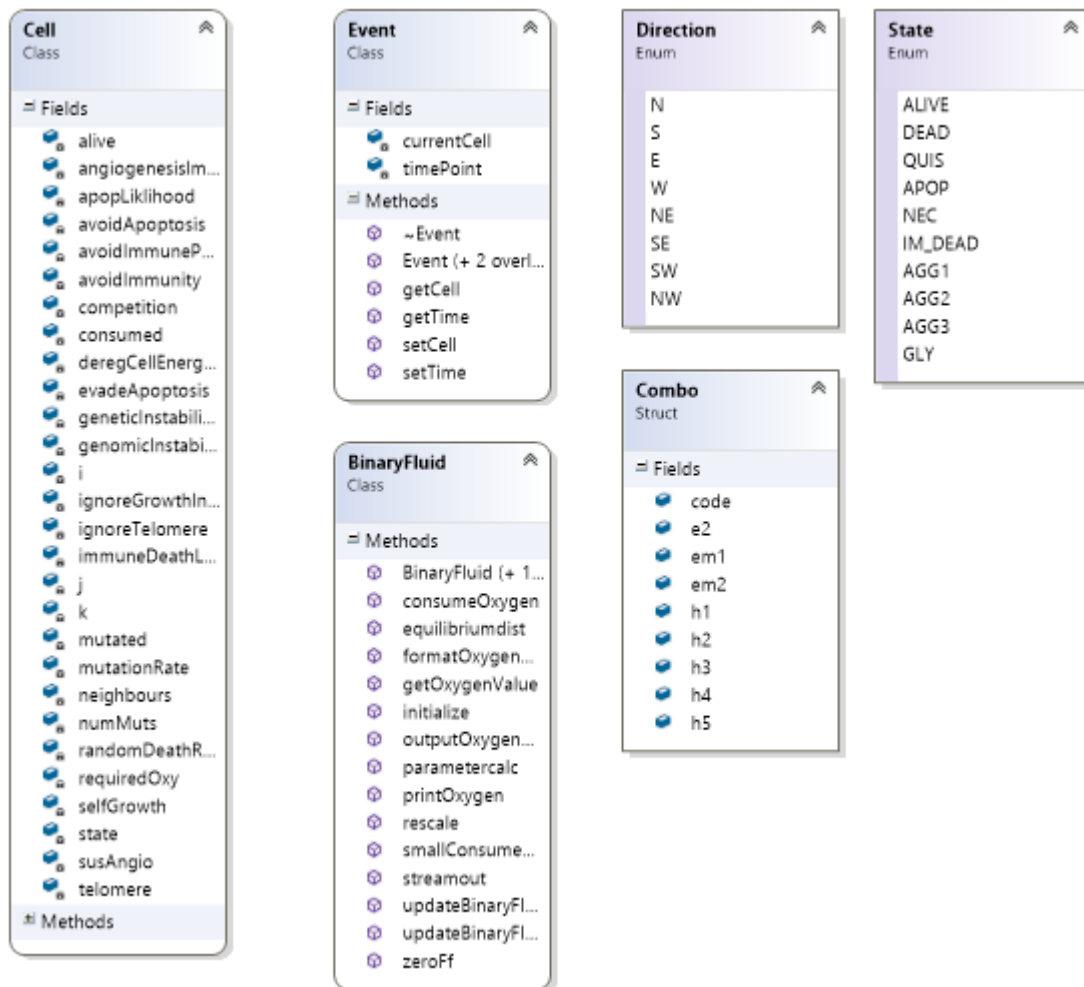 Cell
Class
Fields
alive
angiogenesisIm...
apopLiklihood
avoidApoptosis
avoidImmuneP...
avoidImmunity
competition
consumed
deregCellEnerg...
evadeApoptosis
geneticInstabili...
genomicInstabi...
i
ignoreGrowthIn...
ignoreTelomere
immuneDeathL...
j
k
mutated
mutationRate
neighbours
numMuts
randomDeathR...
requiredOxy
selfGrowth
state
susAngio
telomere
Methods
Event
Class
Fields
currentCell
timePoint
Methods
~Event
Event (+ 2 overl...
getCell
getTime
setCell
setTime
BinaryFluid
Class
Methods
BinaryFluid (+ 1...
consumeOxygen
equilibriumdist
formatOxygen...
getOxygenValue
initialize
outputOxygen...
parametercalc
printOxygen
rescale
smallConsume...
streamout
updateBinaryFl...
updateBinaryFl...
zeroFf
Direction
Enum
N
S
E
W
NE
SE
SW
NW
Combo
Struct
Fields
code
e2
em1
em2
h1
h2
h3
h4
h5
State
Enum
ALIVE
DEAD
QUIS
APOP
NEC
IM_DEAD
AGG1
AGG2
AGG3
GLY